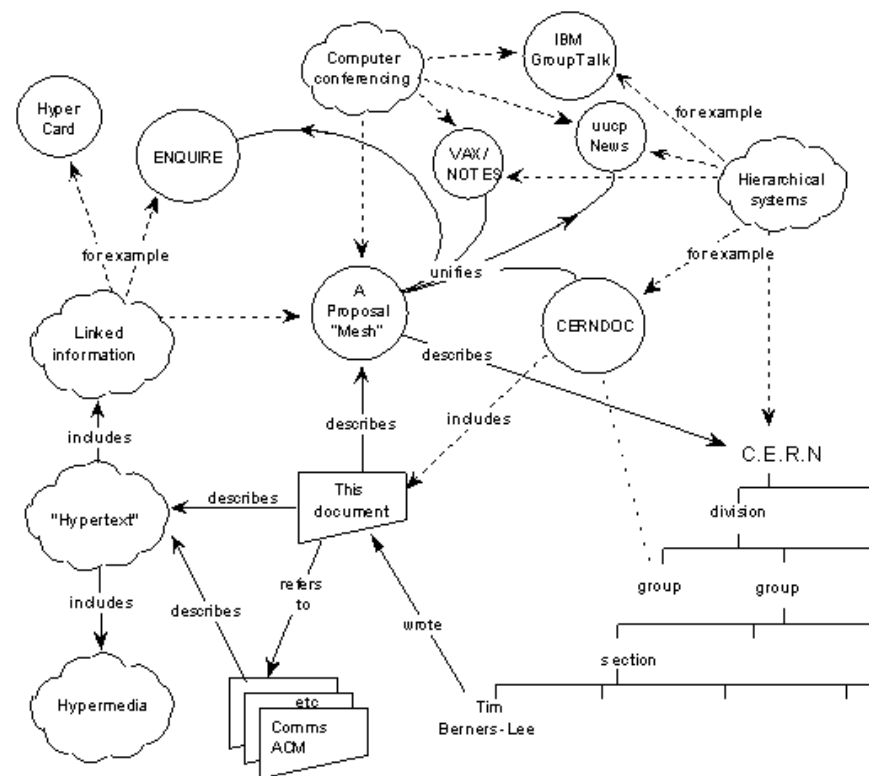 IBM
GroupTalk
Computer
conferencing
Hyper
Card
for example
uucp
News
ENQUIRE
VAX/
NOTES
Hierarchical
systems
for example
unifies
for example
A
Proposal
"Mesh"
CERNDOC
Linked
information
describes
includes
describes
includes
C.E.R.N
This
document
describes
"Hypertext"
division
refers
to
group
group
includes
describes
wrote
section
Hypermedia
etc
Comms
ACM
Tim
Berners-Lee